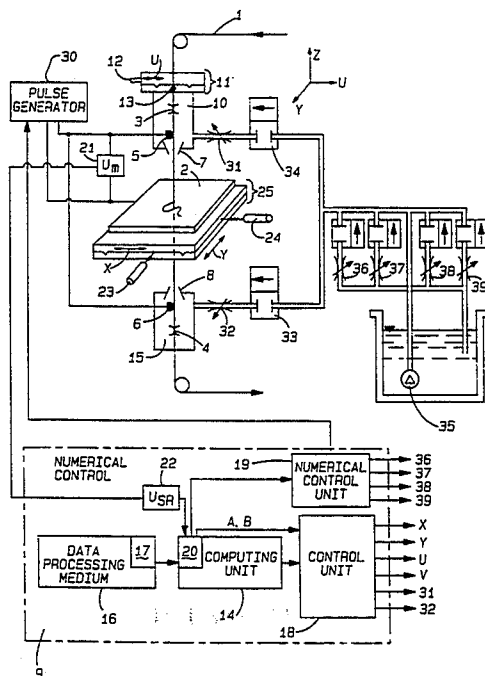 1
30
PULSE GENERATOR
12
U
11
13
10
3
Z
U
Y
5
7
31
34
21
Um
2
25
36
37
38
39
X
Y
24
23
8
6
32
33
15
4
35
NUMERICAL CONTROL
22
USR
19
NUMERICAL CONTROL UNIT
36
37
38
39
A, B
DATA PROCESSING MEDIUM
17
20
COMPUTING UNIT
CONTROL UNIT
X
Y
U
V
31
32
16
14
18
9